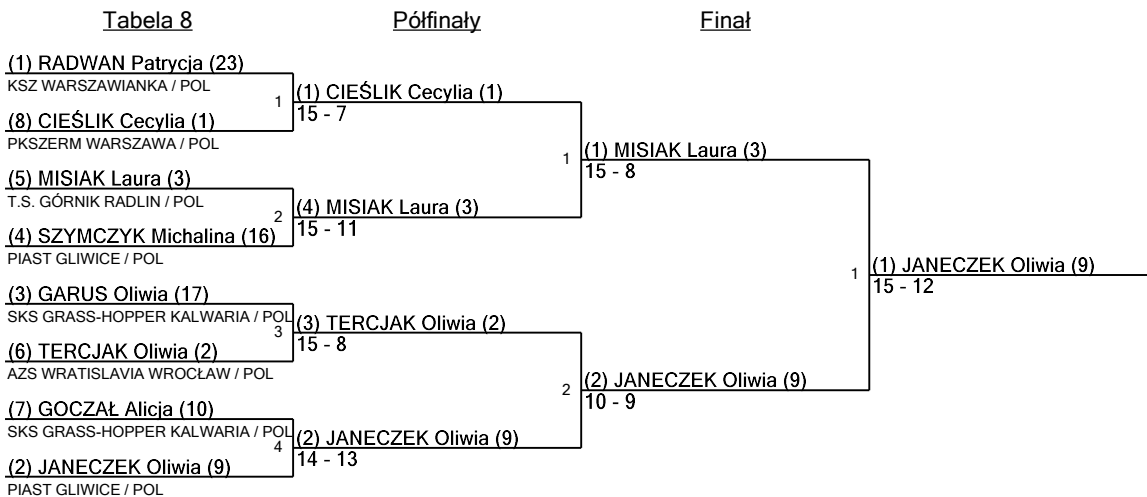 Tabela 8
Półfinały
Finał
(1) RADWAN Patrycja (23)
KSZ WARSZAWIANKA / POL
1
(8) CIEŚLIK Cecylia (1)
PKSZERM WARSZAWA / POL
(5) MISIAK Laura (3)
T.S. GÓRNIK RADLIN / POL
2
(4) SZYMCZYK Michalina (16)
PIAST GLIWICE / POL
(3) GARUS Oliwia (17)
SKS GRASS-HOPPER KALWARIA / POL
3
(6) TERCJAK Oliwia (2)
AZS WRATISLAVIA WROCŁAW / POL
(7) GOCZAŁ Alicja (10)
SKS GRASS-HOPPER KALWARIA / POL
4
(2) JANECZEK Oliwia (9)
PIAST GLIWICE / POL
(1) CIEŚLIK Cecylia (1)
15 - 7
1
(4) MISIAK Laura (3)
15 - 11
(3) TERCJAK Oliwia (2)
15 - 8
2
(2) JANECZEK Oliwia (9)
14 - 13
(1) MISIAK Laura (3)
15 - 8
1
(2) JANECZEK Oliwia (9)
10 - 9
(1) JANECZEK Oliwia (9)
15 - 12